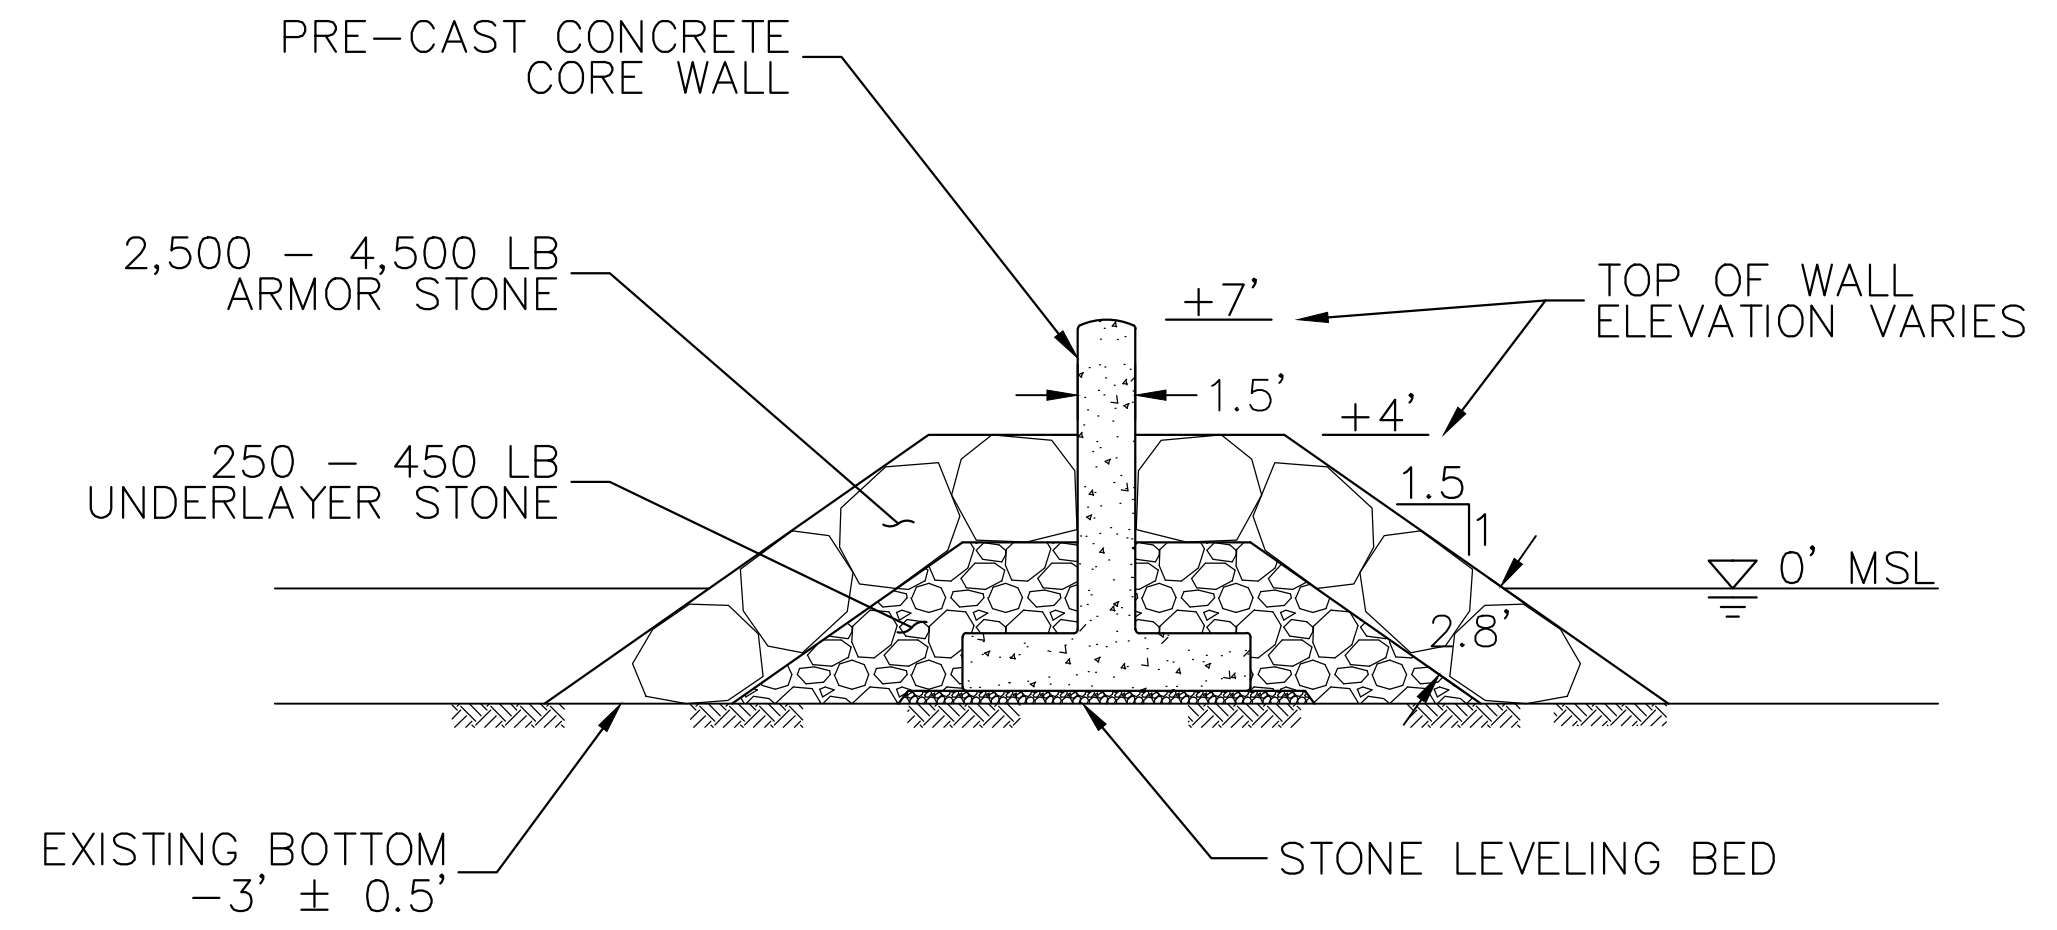 PRE-CAST CONCRETE
CORE WALL
2,500 - 4,500 LB
ARMOR STONE
+7'
TOP OF WALL
ELEVATION VARIES
1.5'
+4'
250 - 450 LB
UNDERLAYER STONE
1.5
1
0' MSL
2.8'
EXISTING BOTTOM
-3' ± 0.5'
STONE LEVELING BED